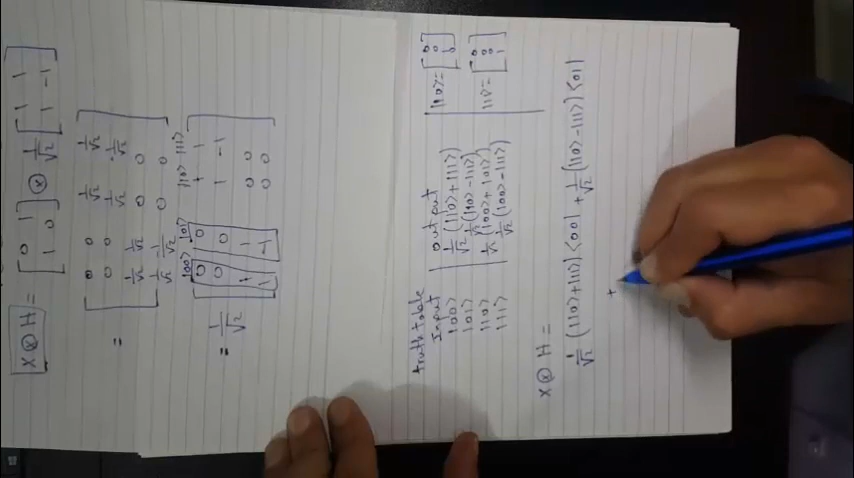 X⊗H = [0 1 1 0] ⊗ 1/√2 [1 1 1 -1]
= [0 0 1/√2 1/√2
0 0 1/√2 -1/√2
1/√2 1/√2 0 0
1/√2 -1/√2 0 0]
|00> |01> |10> |11>
= 1/√2 [0 0 1 1
0 0 1 -1
1 1 0 0
1 -1 0 0]
truth table
Input output
|00> 1/√2 (|10>+|11>)
|01> 1/√2 (|10>-|11>)
|10> 1/√2 (|00>+|01>)
|11> 1/√2 (|00>-|11>)
|10> = [0 0 1 0]
|11> = [0 0 0 1]
X⊗H =
1/√2 (|10>+|11>)<00| + 1/√2 (|10>-|11>)<01|
+